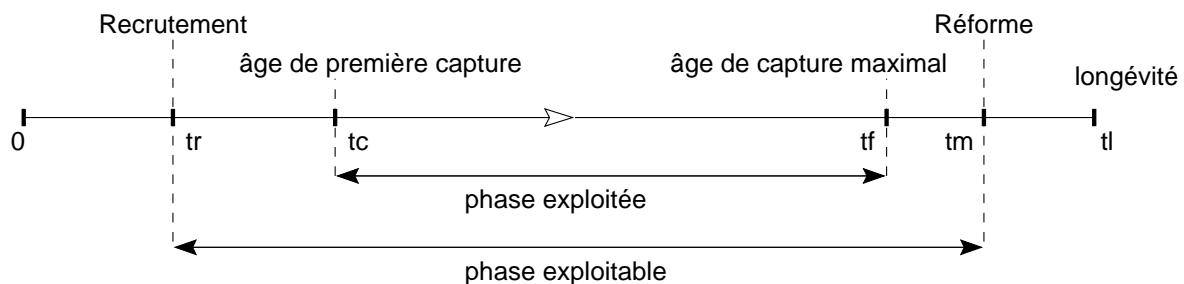 Recrutement
Réforme
âge de première capture
âge de capture maximal
longévité
0
tr
tc
tf
tm
tl
phase exploitée
phase exploitable